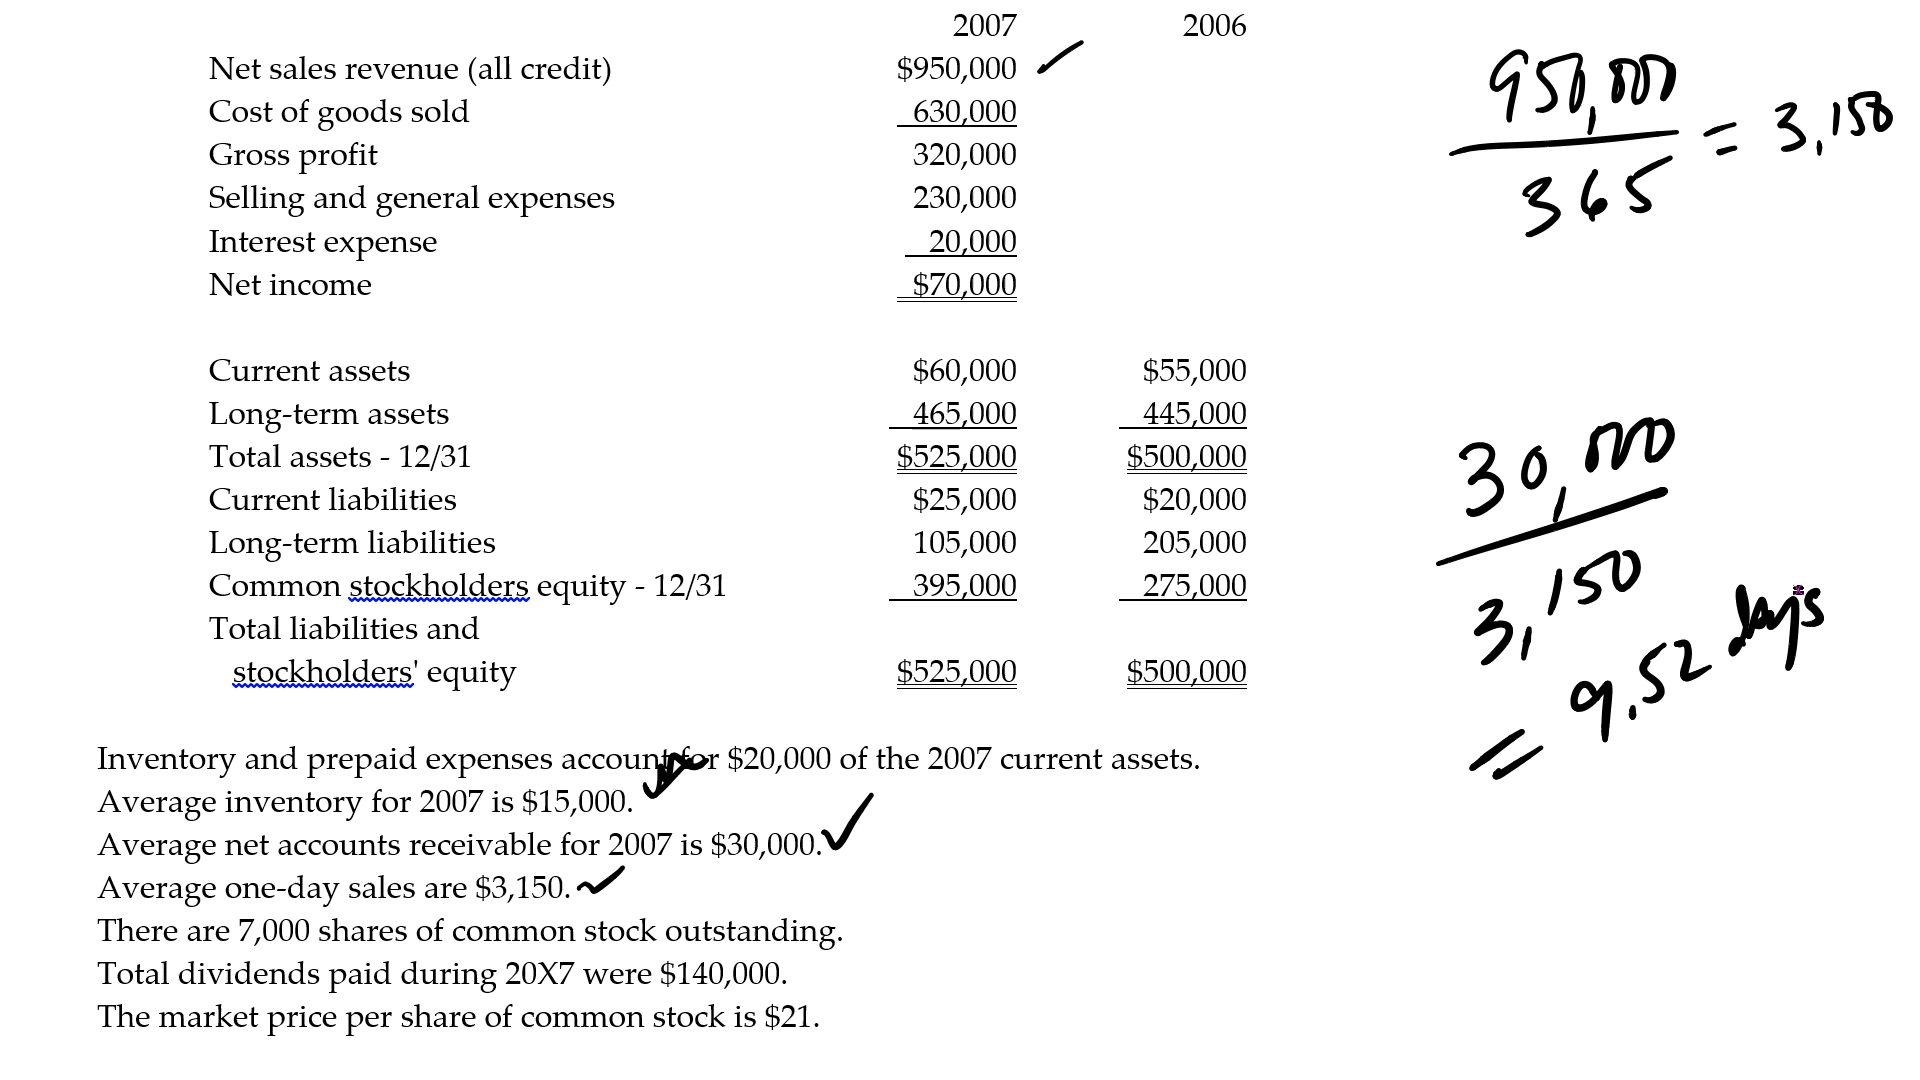 2007 2006
Net sales revenue (all credit) $950,000
Cost of goods sold 630,000
Gross profit 320,000
Selling and general expenses 230,000
Interest expense 20,000
Net income $70,000
Current assets $60,000 $55,000
Long-term assets 465,000 445,000
Total assets - 12/31 $525,000 $500,000
Current liabilities $25,000 $20,000
Long-term liabilities 105,000 205,000
Common stockholders equity - 12/31 395,000 275,000
Total liabilities and
stockholders' equity $525,000 $500,000
Inventory and prepaid expenses account for $20,000 of the 2007 current assets.
Average inventory for 2007 is $15,000.
Average net accounts receivable for 2007 is $30,000.
Average one-day sales are $3,150.
There are 7,000 shares of common stock outstanding.
Total dividends paid during 20X7 were $140,000.
The market price per share of common stock is $21.
950,000
365
= 3,150
30,000
3,150
= 9.52 days